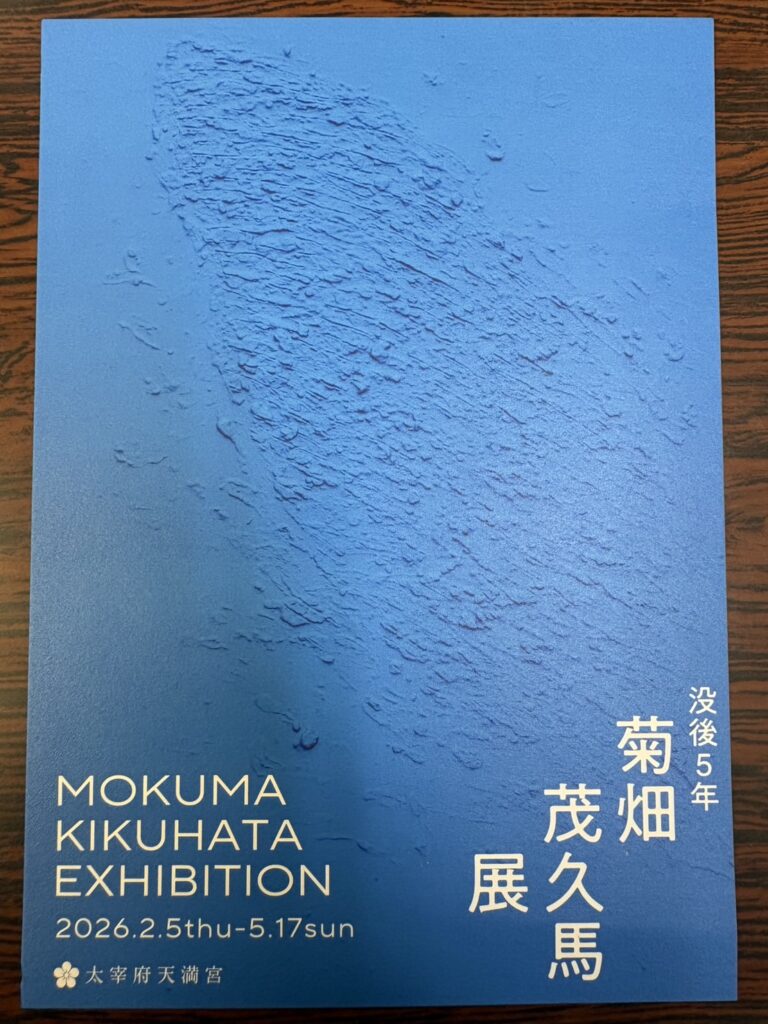 没後5年
菊畑
茂久馬
展
MOKUMA
KIKUHATA
EXHIBITION
2026.2.5thu-5.17sun
太宰府天満宮